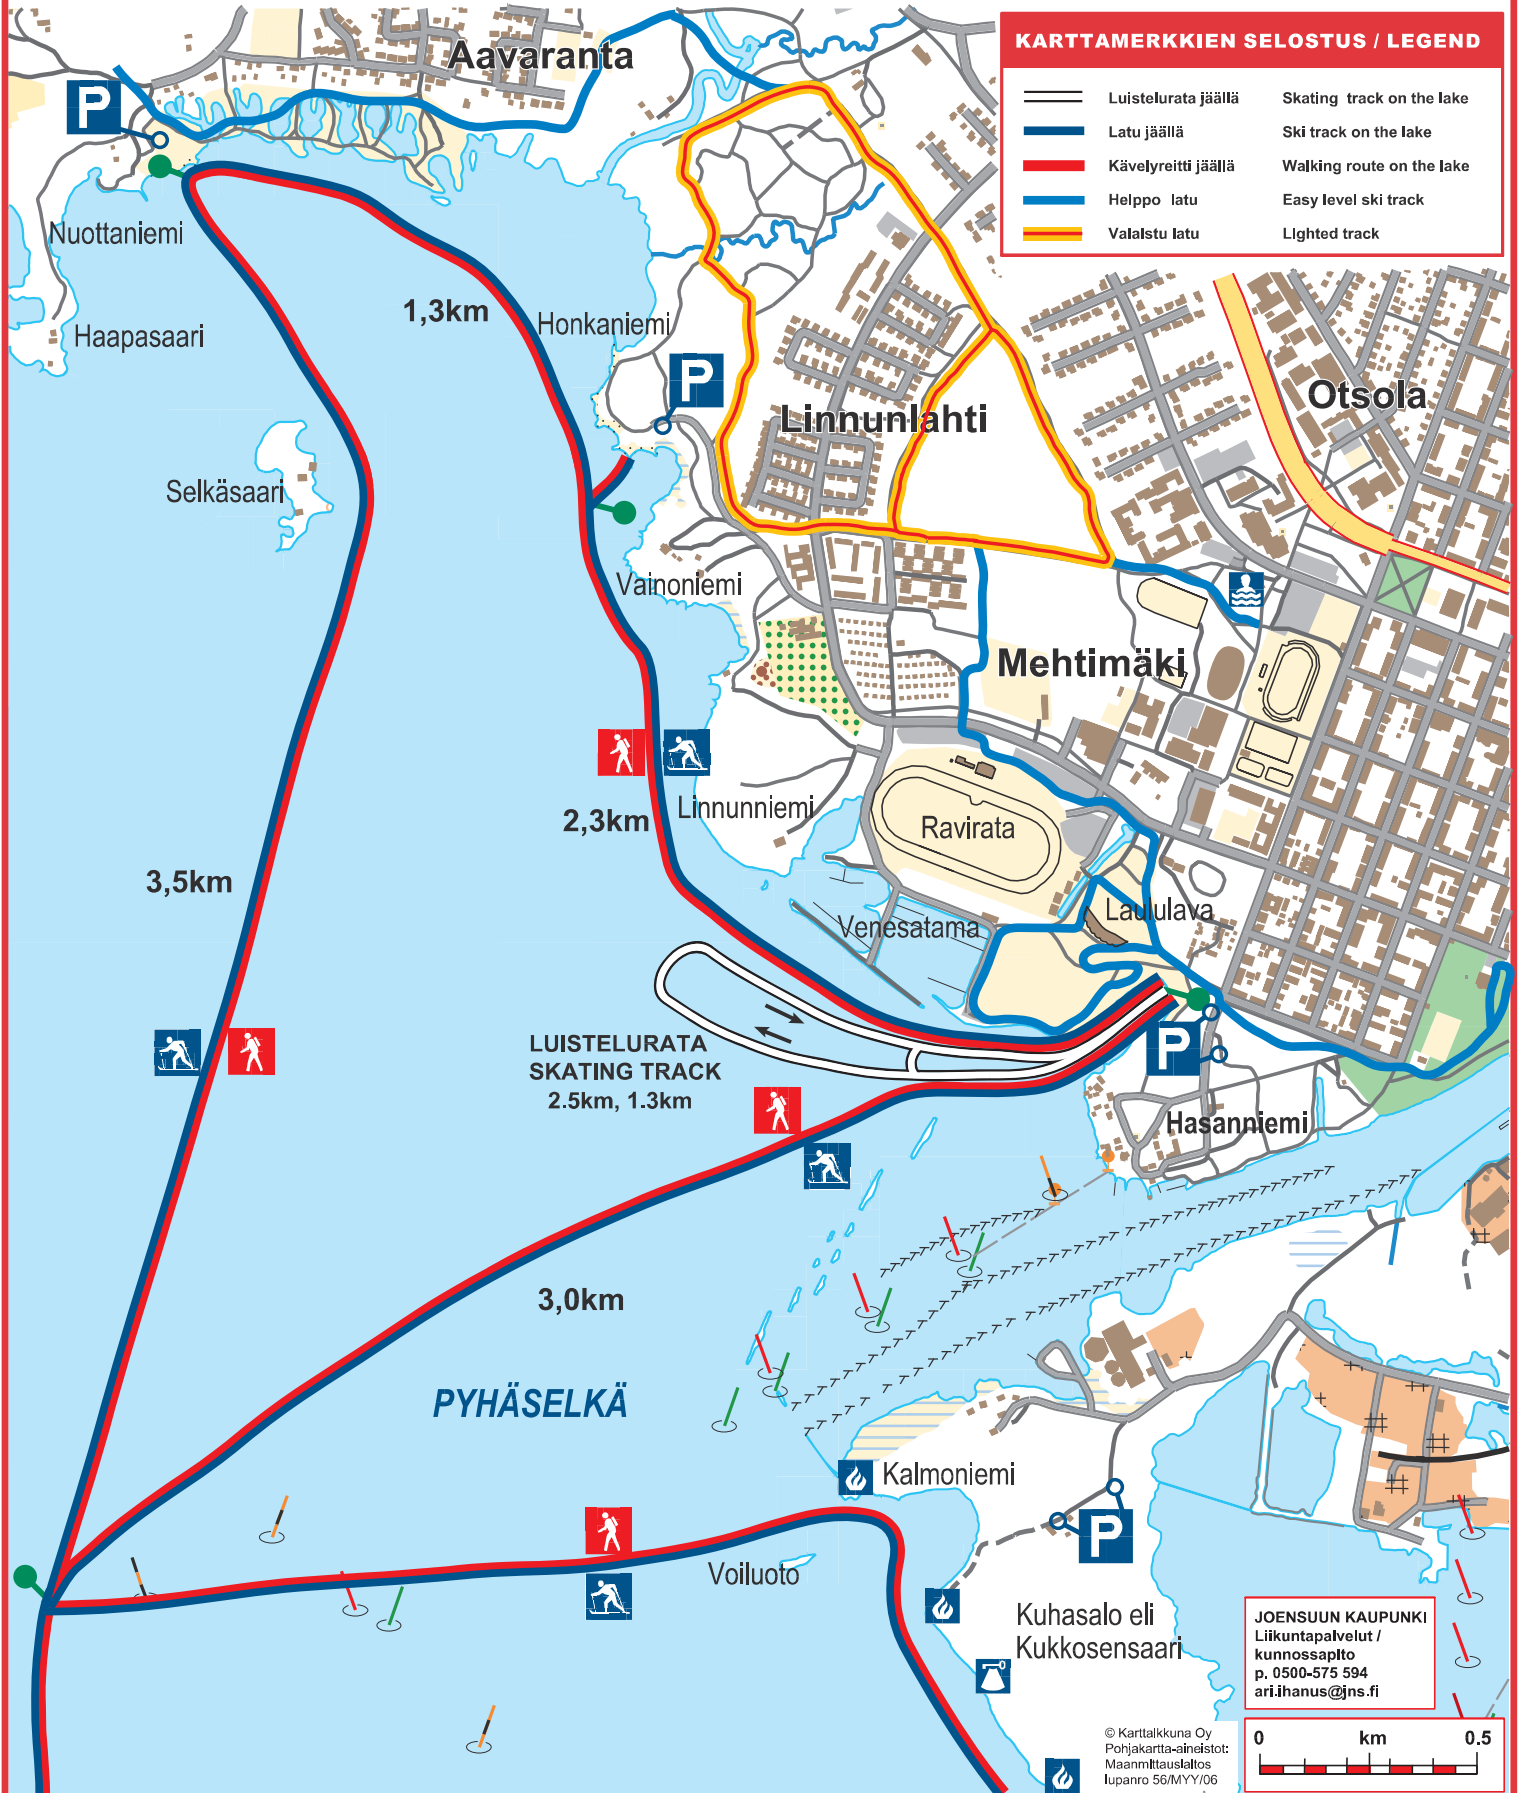 KARTTAMERKKIEN SELOSTUS / LEGEND
Luistelurata jäällä Skating track on the lake
Latu jäällä Ski track on the lake
Kävelyreitti jäällä Walking route on the lake
Helppo latu Easy level ski track
Valaistu latu Lighted track
Aavaranta
P
Nuottaniemi
1,3km
Honkaniemi
Haapasaari
P
Otsola
Linnunlahti
Selkäsaari
Vainoniemi
Mehtimäki
Linnunniemi
2,3km
Ravirata
3,5km
Laululava
Venesatama
LUISTELURATA
SKATING TRACK
2.5km, 1.3km
P
Hasanniemi
3,0km
PYHÄSELKÄ
Kalmoniemi
P
Voiluoto
Kuhasalo eli
Kukkosensaari
JOENSUUN KAUPUNKI
Liikuntapalvelut /
kunnossapito
p. 0500-575 594
ari.ihanus@jns.fi
© Karttaikkuna Oy
Pohjakartta-aineistot:
Maanmittauslaitos
lupanro 56/MYY/06
0 km 0.5